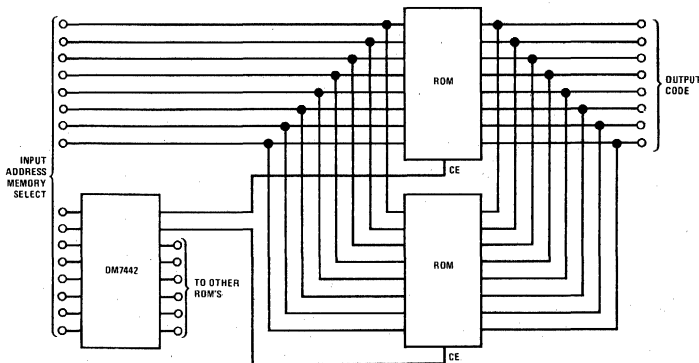 ROM
OUTPUT
CODE
INPUT
ADDRESS
MEMORY
SELECT
CE
DM7442
TO OTHER
ROM'S
ROM
CE